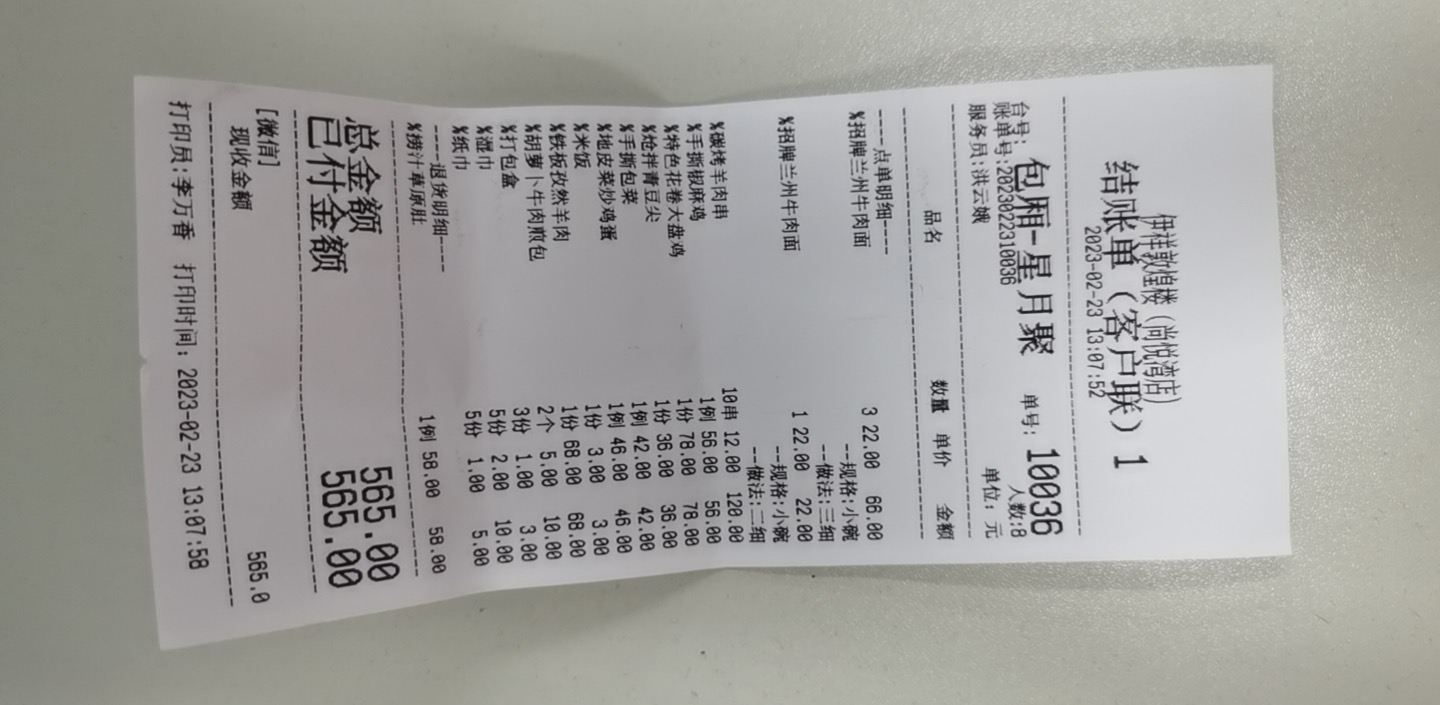 伊祥敦煌楼（尚悦湾店）
结账单（客户联）1
2023-02-23 13:07:52
包厢-星月聚 单号：10036
台号：
账单号:2023022310036 人数:8
服务员:洪云娥 单位：元
品名 数量 单价 金额
----点单明细----
%招牌兰州牛肉面 3 22.00 66.00
--规格:小碗
--做法:三细
%招牌兰州牛肉面 1 22.00 22.00
--规格:小碗
--做法:二细
%碳烤羊肉串 10串 12.00 120.00
%手撕椒麻鸡 1例 56.00 56.00
%特色花卷大盘鸡 1份 78.00 78.00
%炝拌青豆尖 1份 36.00 36.00
%手撕包菜 1例 42.00 42.00
%地皮菜炒鸡蛋 1例 46.00 46.00
%米饭 1份 3.00 3.00
%铁板孜然羊肉 1份 68.00 68.00
%胡萝卜牛肉煎包 2个 5.00 10.00
%打包盒 3份 1.00 3.00
%湿巾 5份 2.00 10.00
%纸巾 5份 1.00 5.00
----退货明细----
%捞汁草原肚 1例 58.00 58.00
总金额 565.00
已付金额 565.00
[微信]
现收金额 565.0
打印员:李万香 打印时间：2023-02-23 13:07:58